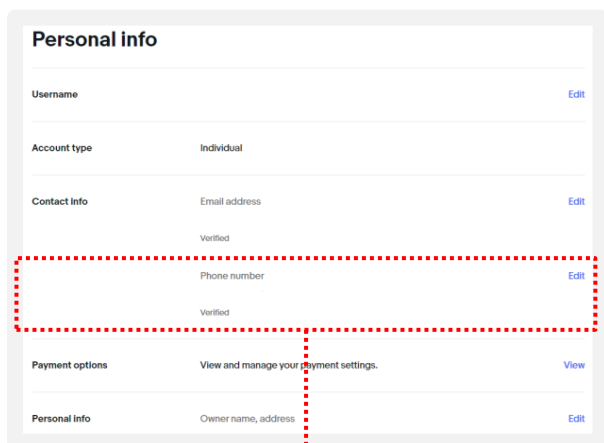 Personal info
Username Edit
Account type Individual
Contact info Email address Edit
Verified
Phone number Edit
Verified
Payment options View and manage your payment settings. View
Personal info Owner name, address Edit